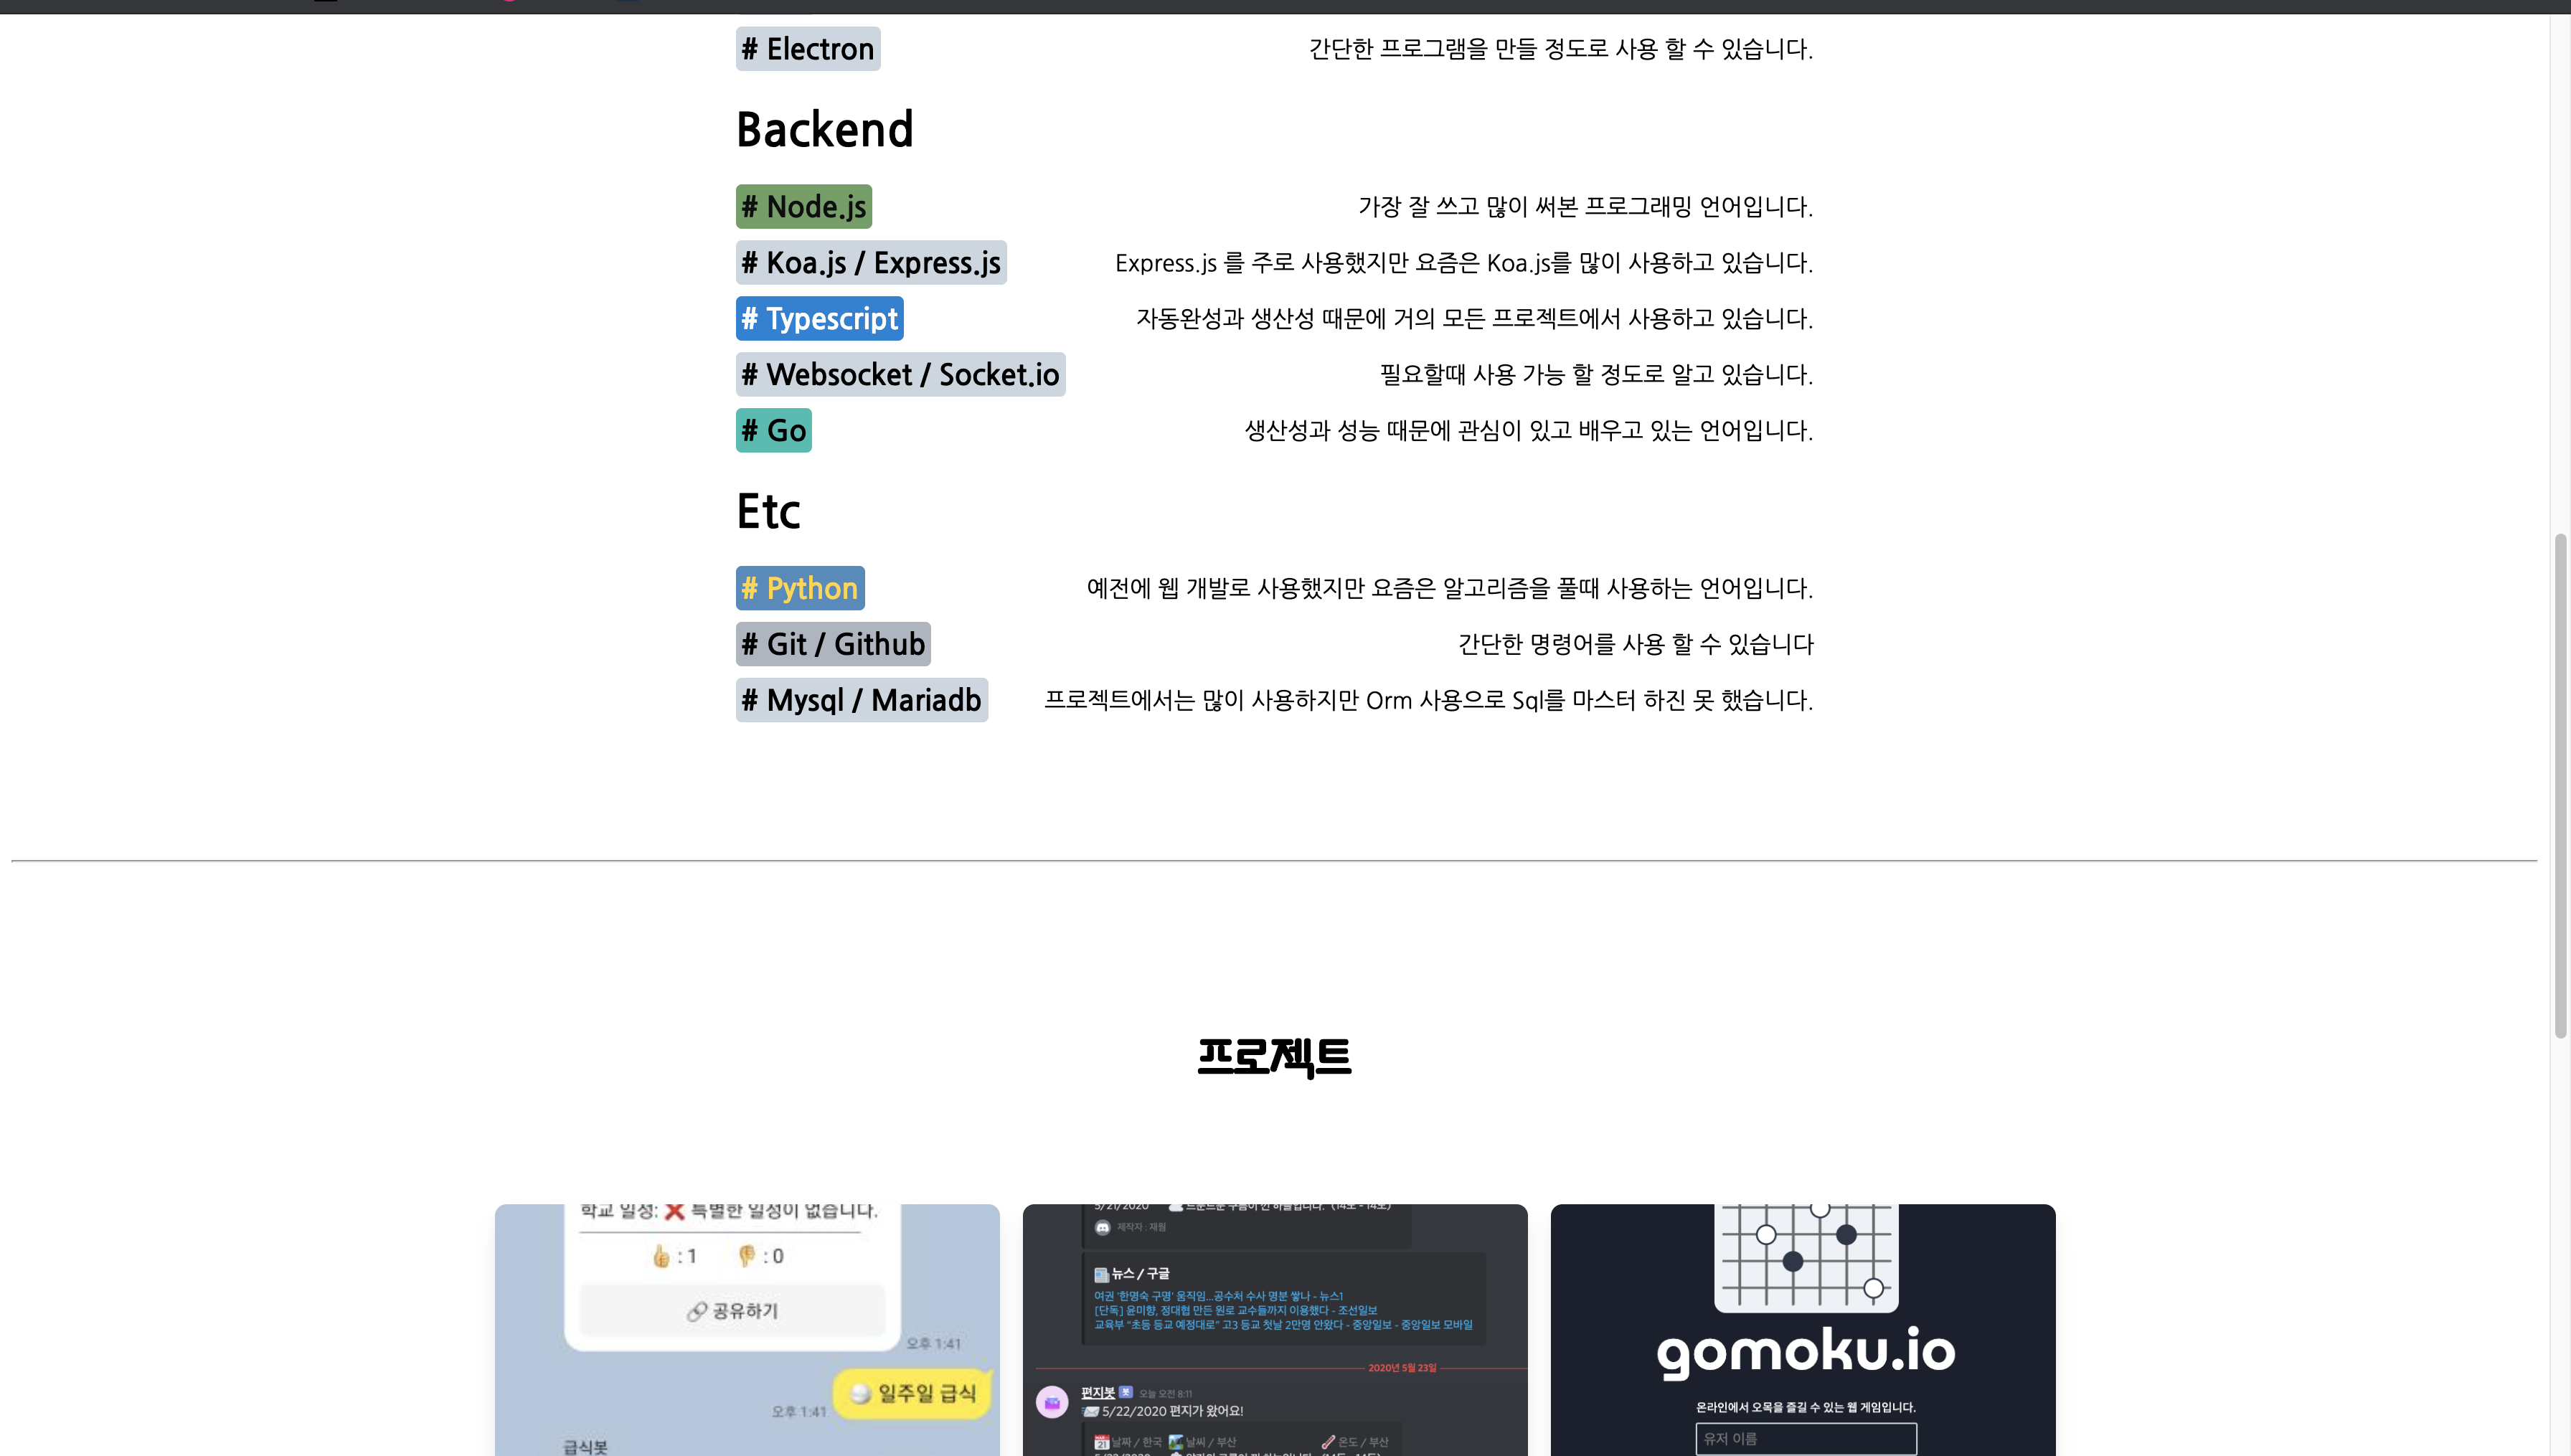 # Electron 간단한 프로그램을 만들 정도로 사용 할 수 있습니다.
Backend
# Node.js 가장 잘 쓰고 많이 써본 프로그래밍 언어입니다.
# Koa.js / Express.js Express.js 를 주로 사용했지만 요즘은 Koa.js를 많이 사용하고 있습니다.
# Typescript 자동완성과 생산성 때문에 거의 모든 프로젝트에서 사용하고 있습니다.
# Websocket / Socket.io 필요할때 사용 가능 할 정도로 알고 있습니다.
# Go 생산성과 성능 때문에 관심이 있고 배우고 있는 언어입니다.
Etc
# Python 예전에 웹 개발로 사용했지만 요즘은 알고리즘을 풀때 사용하는 언어입니다.
# Git / Github 간단한 명령어를 사용 할 수 있습니다
# Mysql / Mariadb 프로젝트에서는 많이 사용하지만 Orm 사용으로 Sql를 마스터 하진 못 했습니다.
프로젝트
학교 일정: ❌ 특별한 일정이 없습니다.
👍 : 1 👎 : 0
🔗 공유하기
오후 1:41
일주일 급식
오후 1:41
급식봇
5/21/2020
제작자 : 재웜
뉴스 / 구글
여권 '한명숙 구명' 움직임...공수처 수사 명분 쌓나 - 뉴스1
[단독] 윤미향, 정대협 만든 원로 교수들까지 이용했다 - 조선일보
교육부 "초등 등교 예정대로" 고3 등교 첫날 2만명 안왔다 - 중앙일보 - 중앙일보 모바일
2020년 5월 23일
편지봇 봇 오늘 오전 8:11
5/22/2020 편지가 왔어요!
날짜 / 한국 날씨 / 부산 온도 / 부산
gomoku.io
온라인에서 오목을 즐길 수 있는 웹 게임입니다.
유저 이름